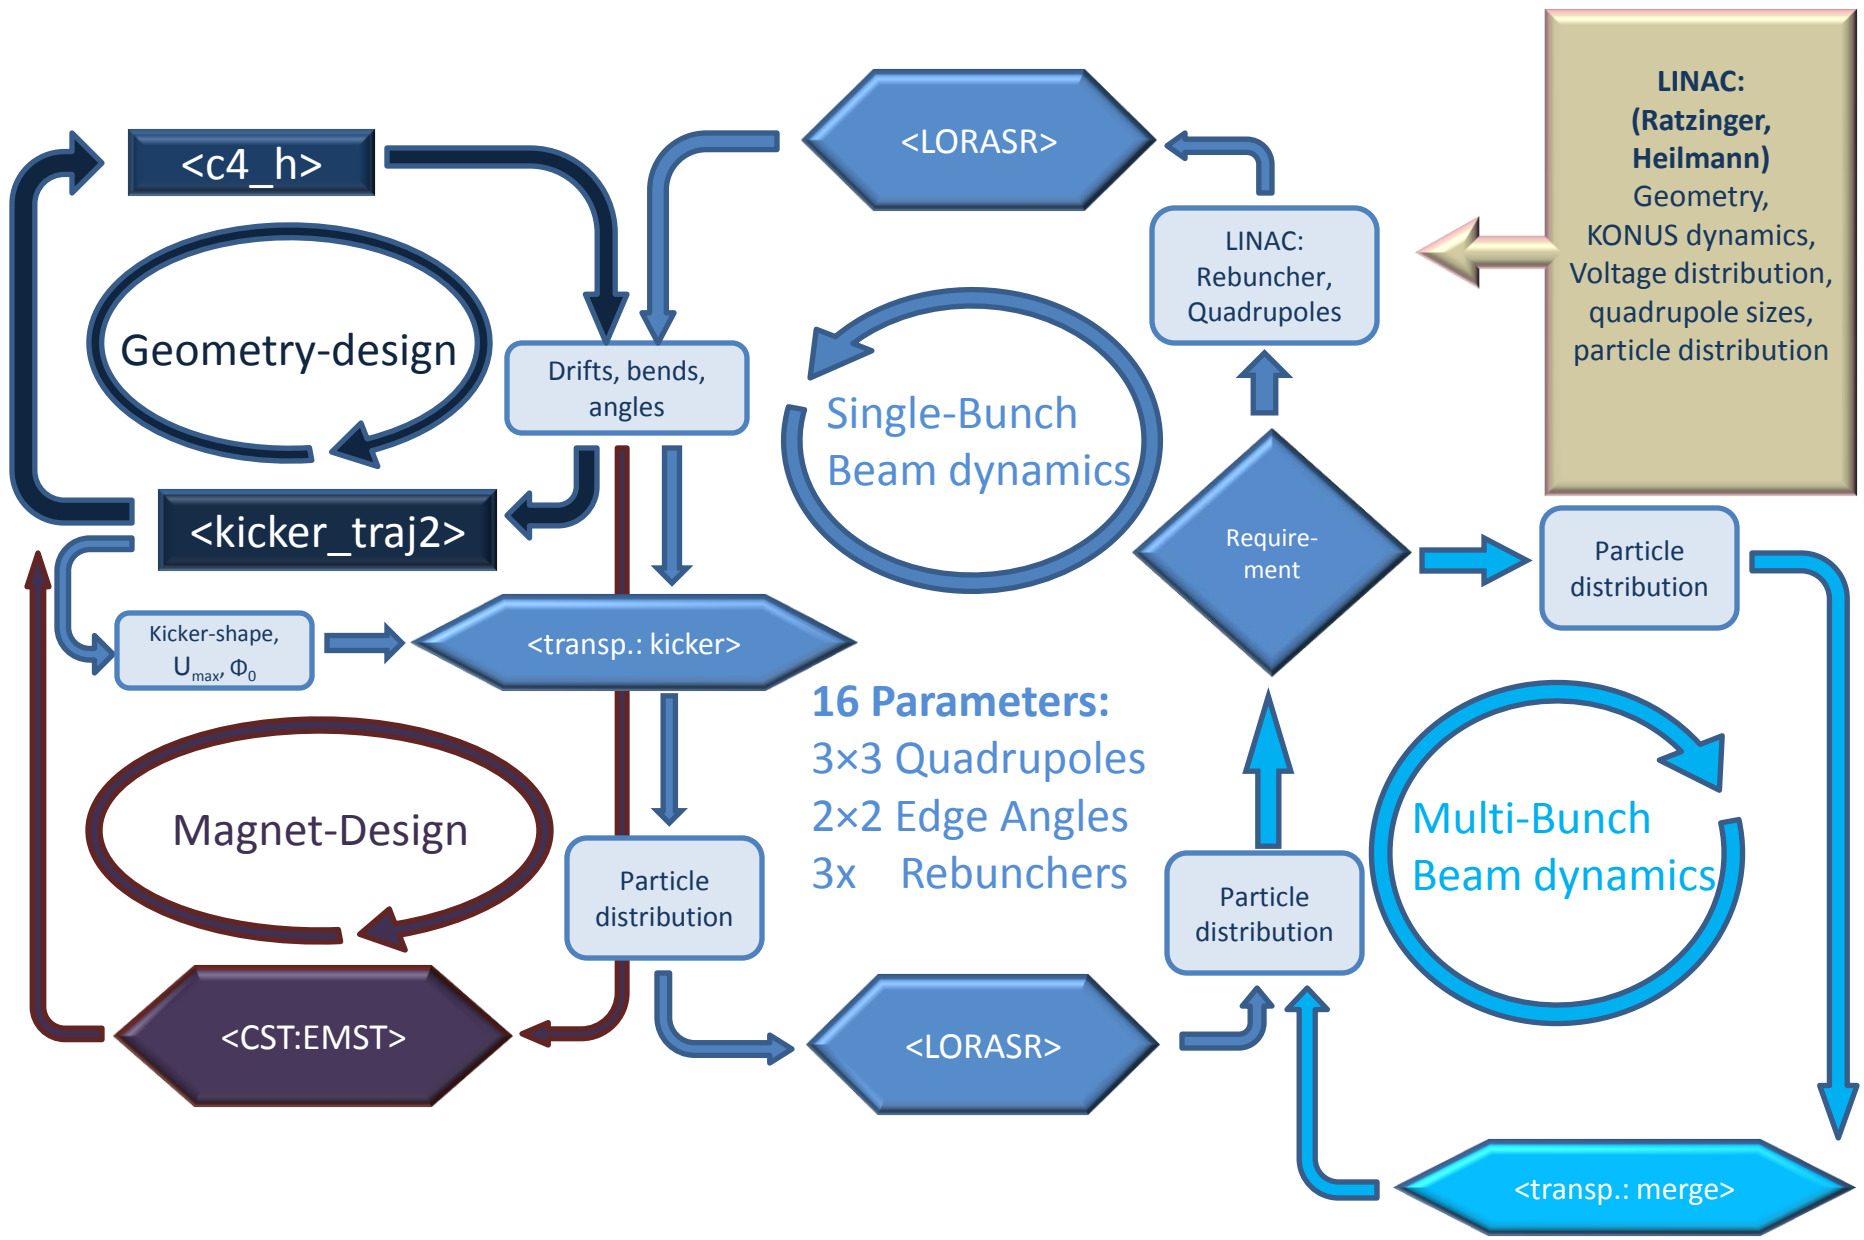 <c4_h>
<LORASR>
LINAC:
(Ratzinger,
Heilmann)
Geometry,
KONUS dynamics,
Voltage distribution,
quadrupole sizes,
particle distribution
LINAC:
Rebuncher,
Quadrupoles
Geometry-design
Drifts, bends,
angles
Single-Bunch
Beam dynamics
<kicker_traj2>
Require-
ment
Particle
distribution
Kicker-shape,
Umax, Φ0
<transp.: kicker>
16 Parameters:
3×3 Quadrupoles
2×2 Edge Angles
3x Rebunchers
Magnet-Design
Particle
distribution
Particle
distribution
Multi-Bunch
Beam dynamics
<CST:EMST>
<LORASR>
<transp.: merge>